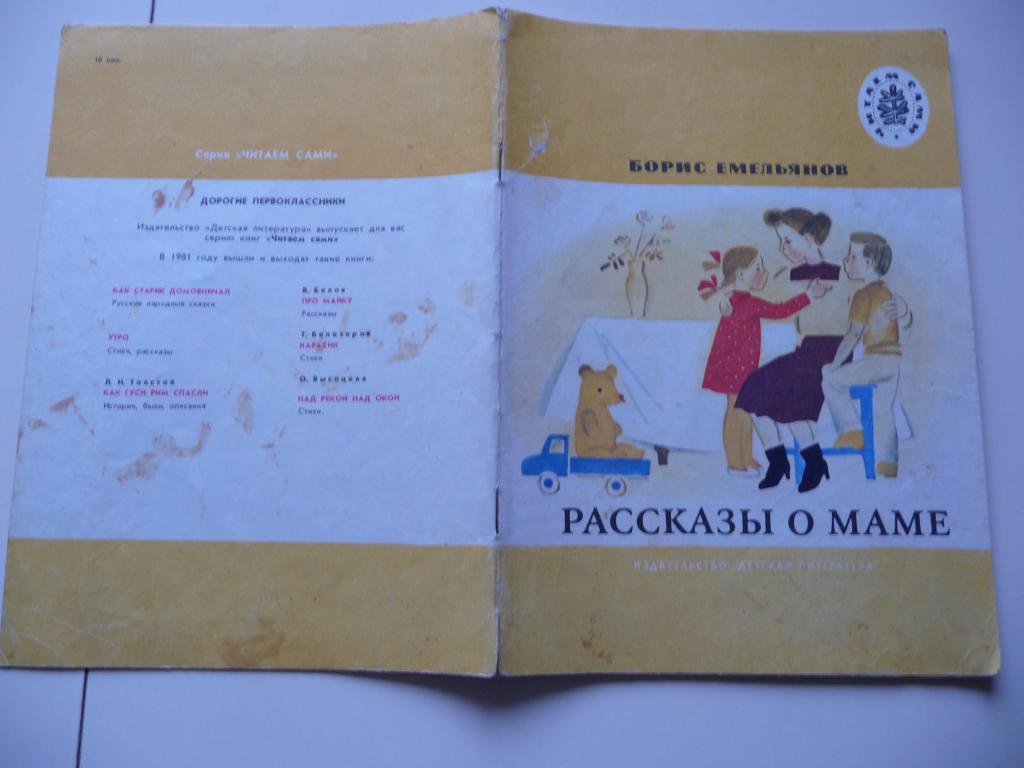 10 коп.
Серия «ЧИТАЕМ САМИ»
ДОРОГИЕ ПЕРВОКЛАССНИКИ
Издательство «Детская литература» выпускает для вас
серию книг «Читаем сами»
В 1981 году вышли и выходят такие книги:
КАК СТАРИК ДОМОВНИЧАЛ
Русские народные сказки
УТРО
Стихи, рассказы
Л. Н. Толстой
КАК ГУСИ РИМ СПАСЛИ
Истории, были, описания
В. Белов
ПРО МАЙКУ
Рассказы
Т. Белозеров
КАРАСИК
Стихи
О. Высоцкая
НАД РЕКОЙ НАД ОКОЙ
Стихи.
ЧИТАЕМ САМИ
БОРИС ЕМЕЛЬЯНОВ
РАССКАЗЫ О МАМЕ
ИЗДАТЕЛЬСТВО "ДЕТСКАЯ ЛИТЕРАТУРА"